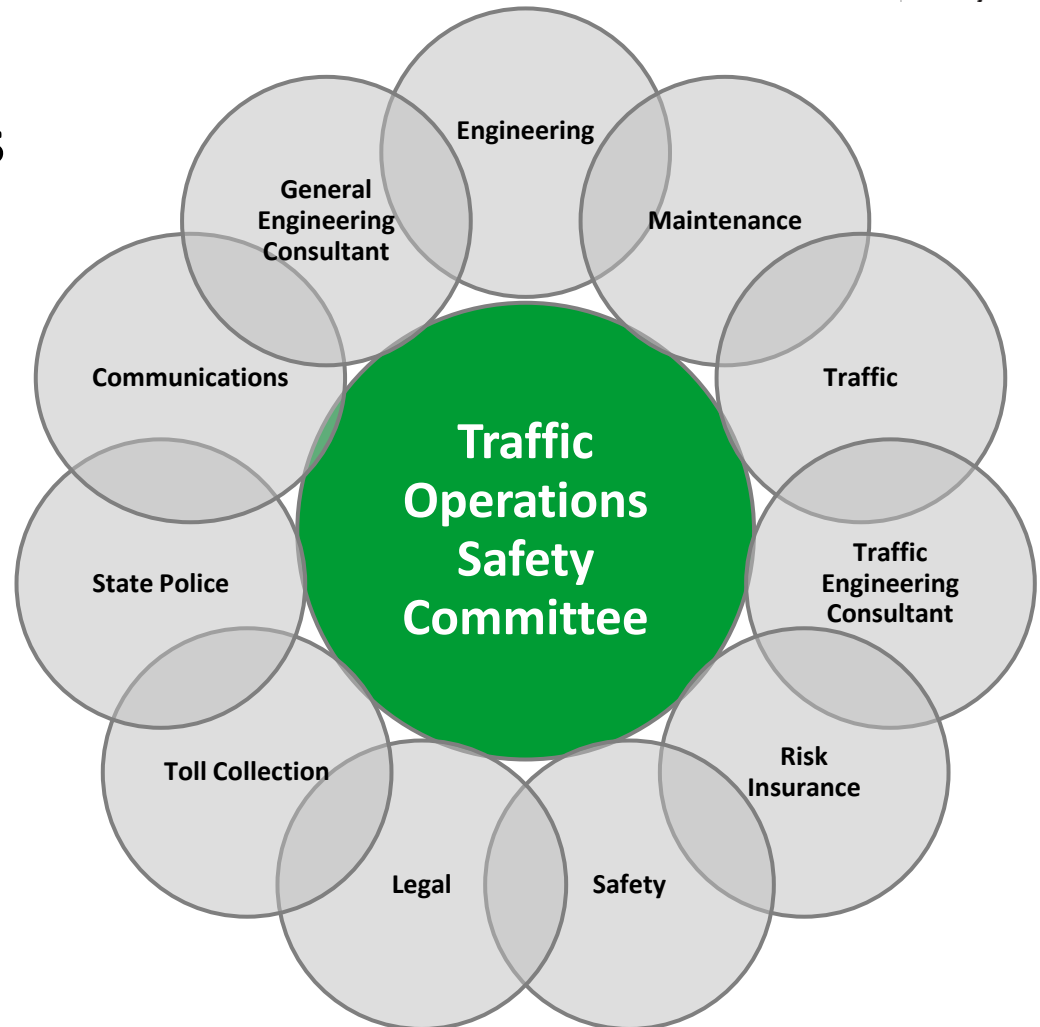 s
Engineering
General
Engineering
Consultant
Maintenance
Communications
Traffic
Traffic
Operations
Safety
Committee
State Police
Traffic
Engineering
Consultant
Toll Collection
Risk
Insurance
Legal
Safety